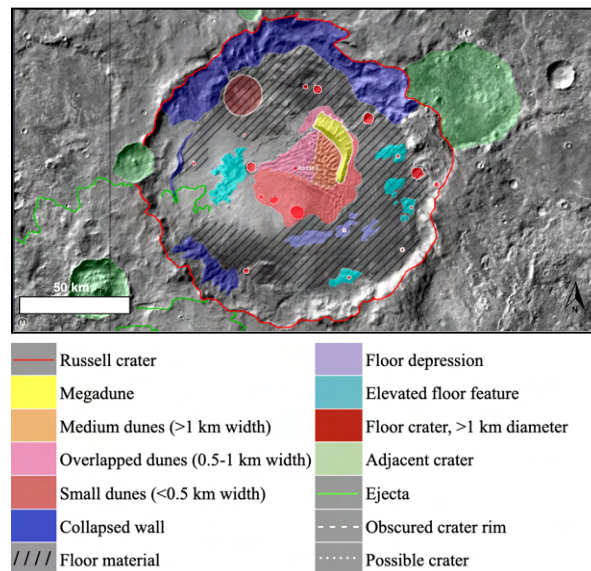 Russell
50 km
N
Russell crater
Floor depression
Megadune
Elevated floor feature
Medium dunes (>1 km width)
Floor crater, >1 km diameter
Overlapped dunes (0.5-1 km width)
Adjacent crater
Small dunes (<0.5 km width)
Ejecta
Collapsed wall
Obscured crater rim
Floor material
Possible crater